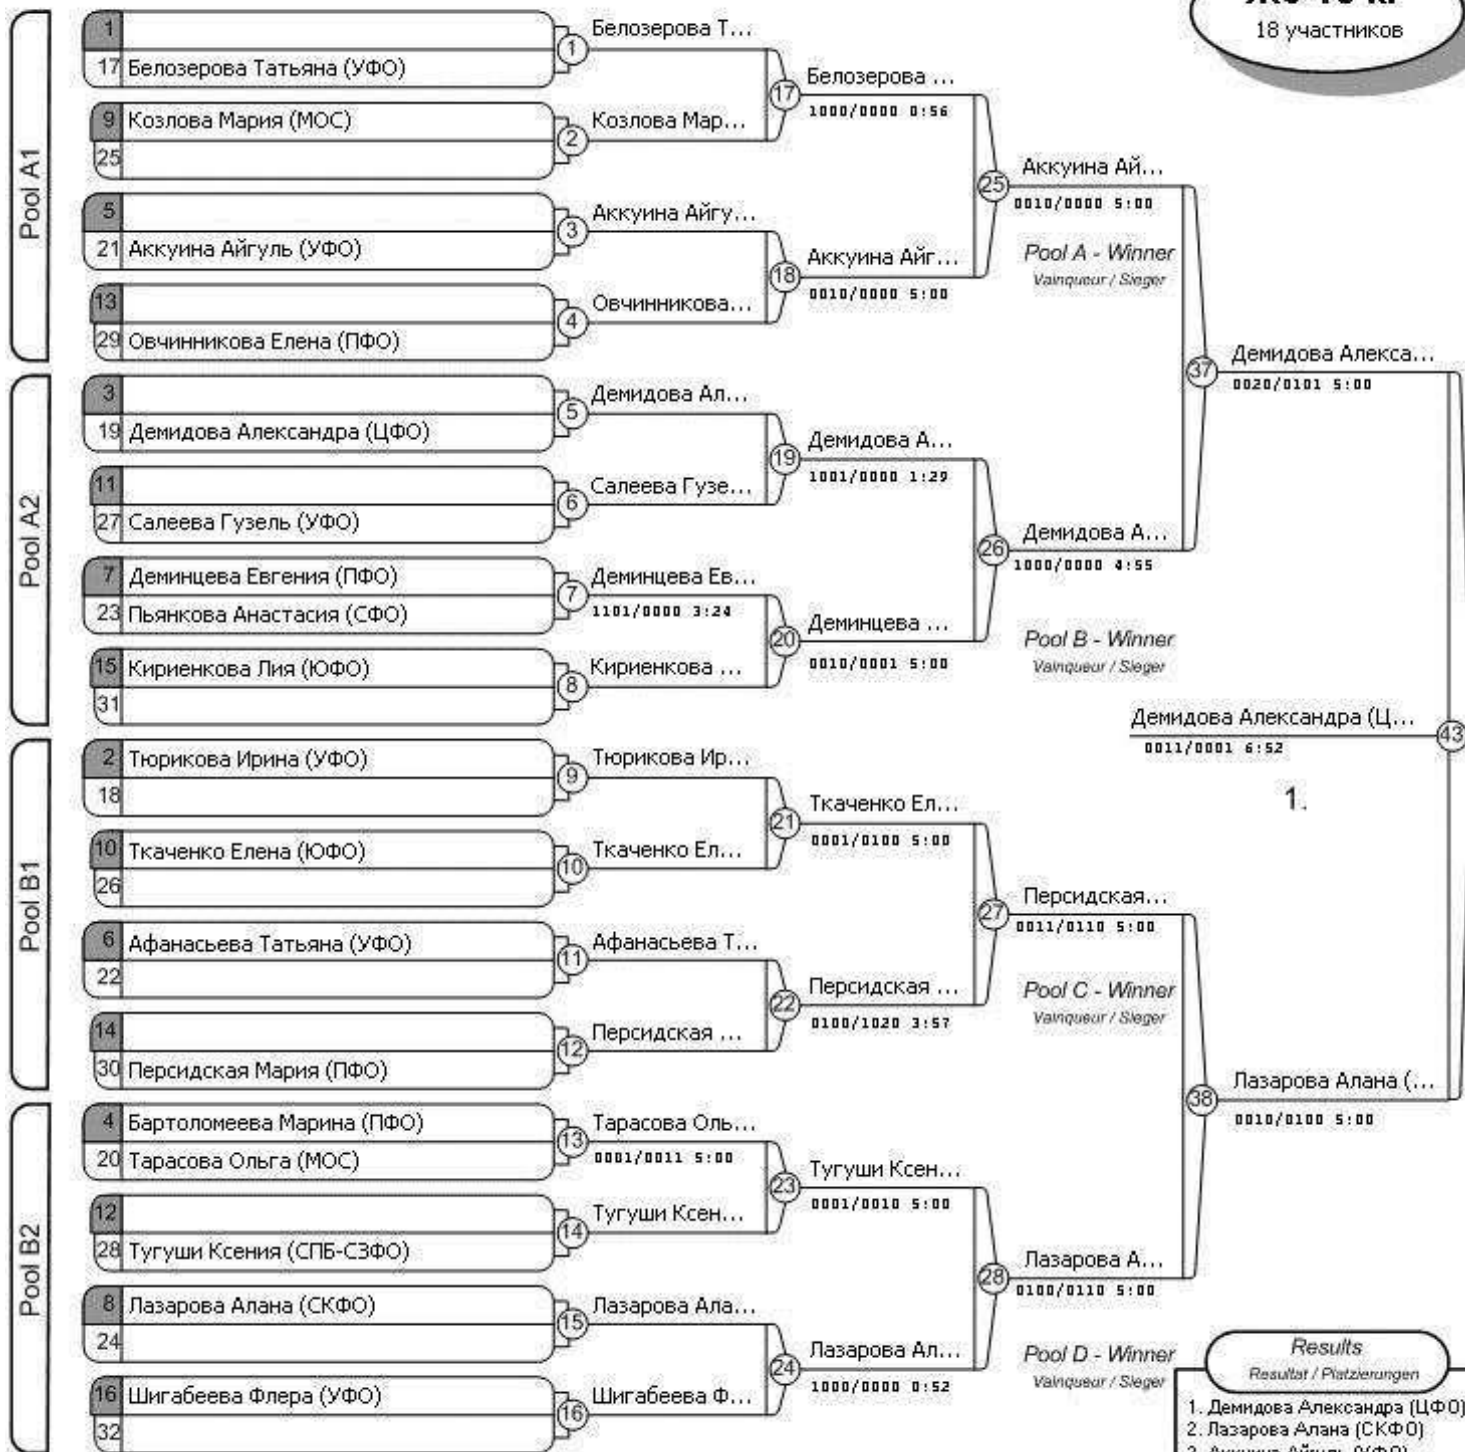 18 участников
Pool A1
1
17 Белозерова Татьяна (УФО)
9 Козлова Мария (МОС)
25
5
21 Аккуина Айгуль (УФО)
13
29 Овчинникова Елена (ПФО)
Pool A2
3
19 Демидова Александра (ЦФО)
11
27 Салеева Гузель (УФО)
7 Деминцева Евгения (ПФО)
23 Пьянкова Анастасия (СФО)
15 Кириенкова Лия (ЮФО)
31
Pool B1
2 Тюрикова Ирина (УФО)
18
10 Ткаченко Елена (ЮФО)
26
6 Афанасьева Татьяна (УФО)
22
14
30 Персидская Мария (ПФО)
Pool B2
4 Бартоломеева Марина (ПФО)
20 Тарасова Ольга (МОС)
12
28 Тугуши Ксения (СПБ-СЗФО)
8 Лазарова Алана (СКФО)
24
16 Шигабеева Флера (УФО)
32
1 Белозерова Т...
2 Козлова Мар...
3 Аккуина Айгу...
4 Овчинникова...
5 Демидова Ал...
6 Салеева Гузе...
7 Деминцева Ев...
1101/0000 3:24
8 Кириенкова ...
9 Тюрикова Ир...
10 Ткаченко Ел...
11 Афанасьева Т...
12 Персидская ...
13 Тарасова Оль...
0001/0011 5:00
14 Тугуши Ксен...
15 Лазарова Ала...
16 Шигабеева Ф...
17 Белозерова ...
1000/0000 0:56
18 Аккуина Айг...
0010/0000 5:00
19 Демидова А...
1001/0000 1:29
20 Деминцева ...
0010/0001 5:00
21 Ткаченко Ел...
0001/0100 5:00
22 Персидская ...
0100/1020 3:57
23 Тугуши Ксен...
0001/0010 5:00
24 Лазарова Ал...
1000/0000 0:52
25 Аккуина Ай...
0010/0000 5:00
Pool A - Winner
Vainqueur / Sieger
26 Демидова А...
1000/0000 4:55
Pool B - Winner
Vainqueur / Sieger
27 Персидская...
0011/0110 5:00
Pool C - Winner
Vainqueur / Sieger
28 Лазарова А...
0100/0110 5:00
Pool D - Winner
Vainqueur / Sieger
37 Демидова Алекса...
0020/0101 5:00
38 Лазарова Алана (...
0010/0100 5:00
Демидова Александра (Ц... 43
0011/0001 6:52
1.
Results
Resultat / Platzierungen
1. Демидова Александра (ЦФО)
2. Лазарова Алана (СКФО)